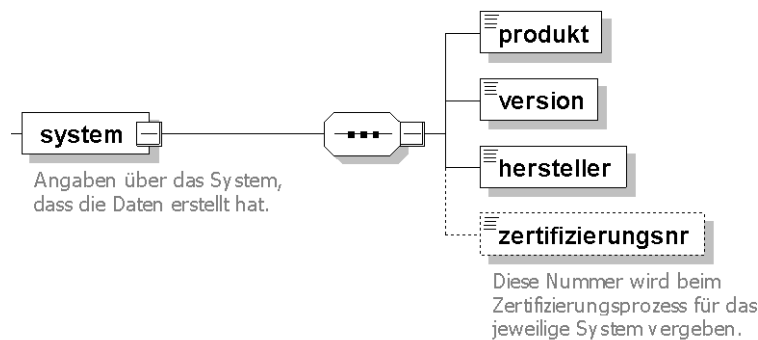 produkt
version
system
Angaben über das System,
dass die Daten erstellt hat.
hersteller
zertifizierungsnr
Diese Nummer wird beim
Zertifizierungsprozess für das
jeweilige System vergeben.